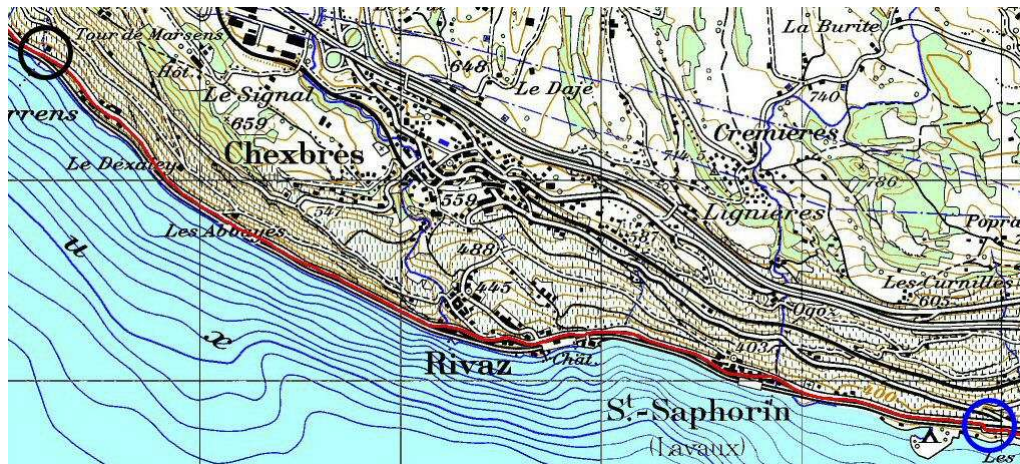 Tour de Marsens
La Burite
Hôt.
648
Le Daje
740
Le Signal
rrens
659
Chexbres
Cremières
744
Le Dézaley
786
547
559
Lignières
Les Abbayes
587
Popra
488
Les Curnilles
445
605
Ogoz
403
Rivaz
Chât.
400
St.-Saphorin
(Lavaux)
Les